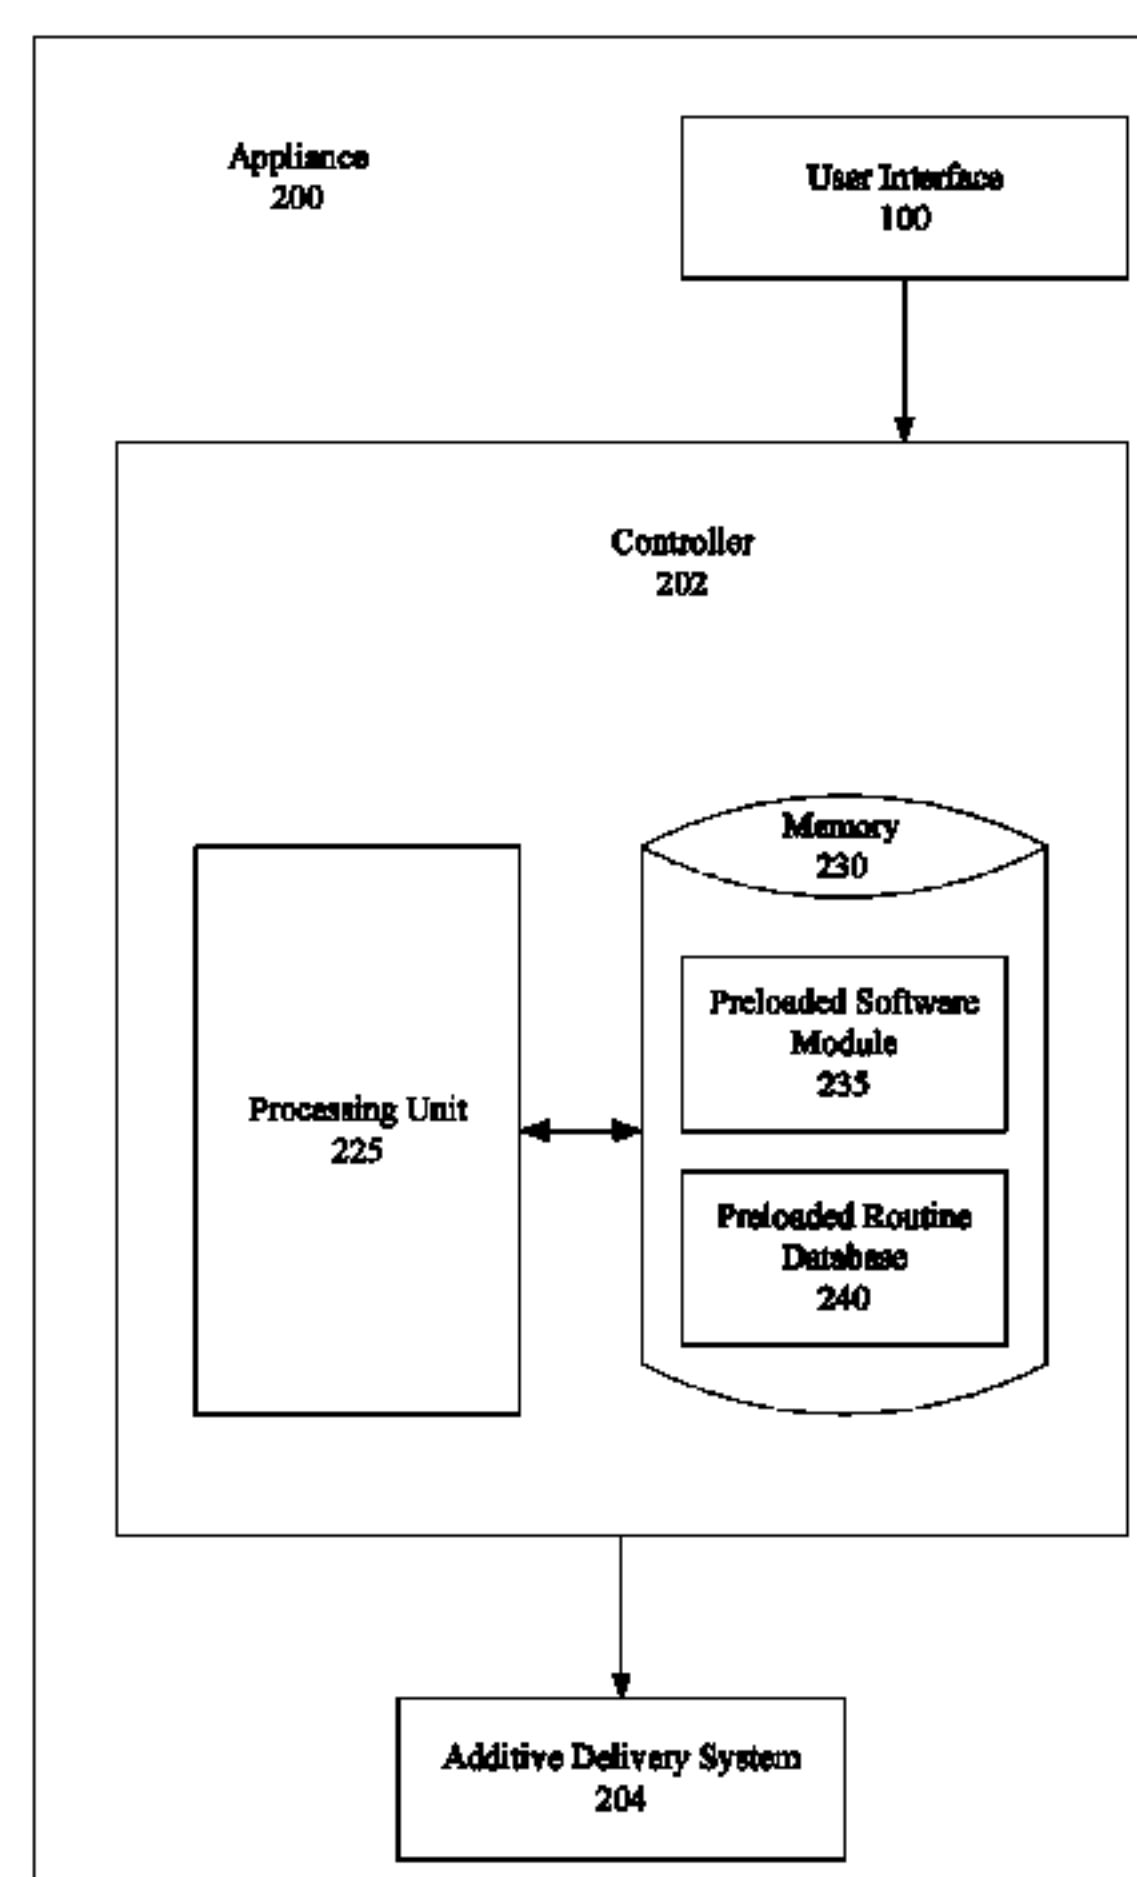 Appliance
200
User Interface
100
Controller
202
Memory
230
Preloaded Software
Module
235
Processing Unit
225
Preloaded Routine
Database
240
Additive Delivery System
204